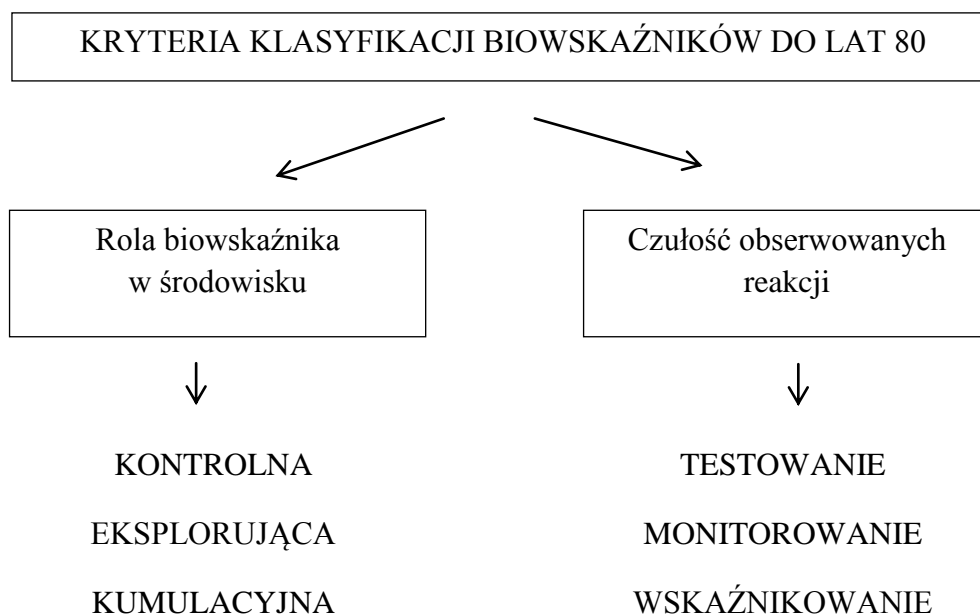 KRYTERIA KLASYFIKACJI BIOWSKAŹNIKÓW DO LAT 80
Rola biowskaźnika
w środowisku
Czułość obserwowanych
reakcji
KONTROLNA
EKSPLORUJĄCA
KUMULACYJNA
TESTOWANIE
MONITOROWANIE
WSKAŹNIKOWANIE